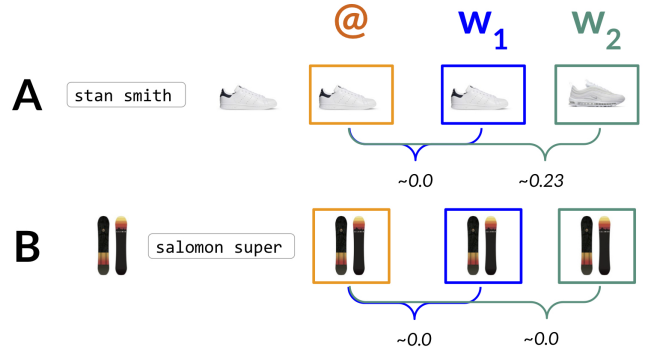 @ w1 w2
A stan smith
~0.0 ~0.23
B salomon super
~0.0 ~0.0